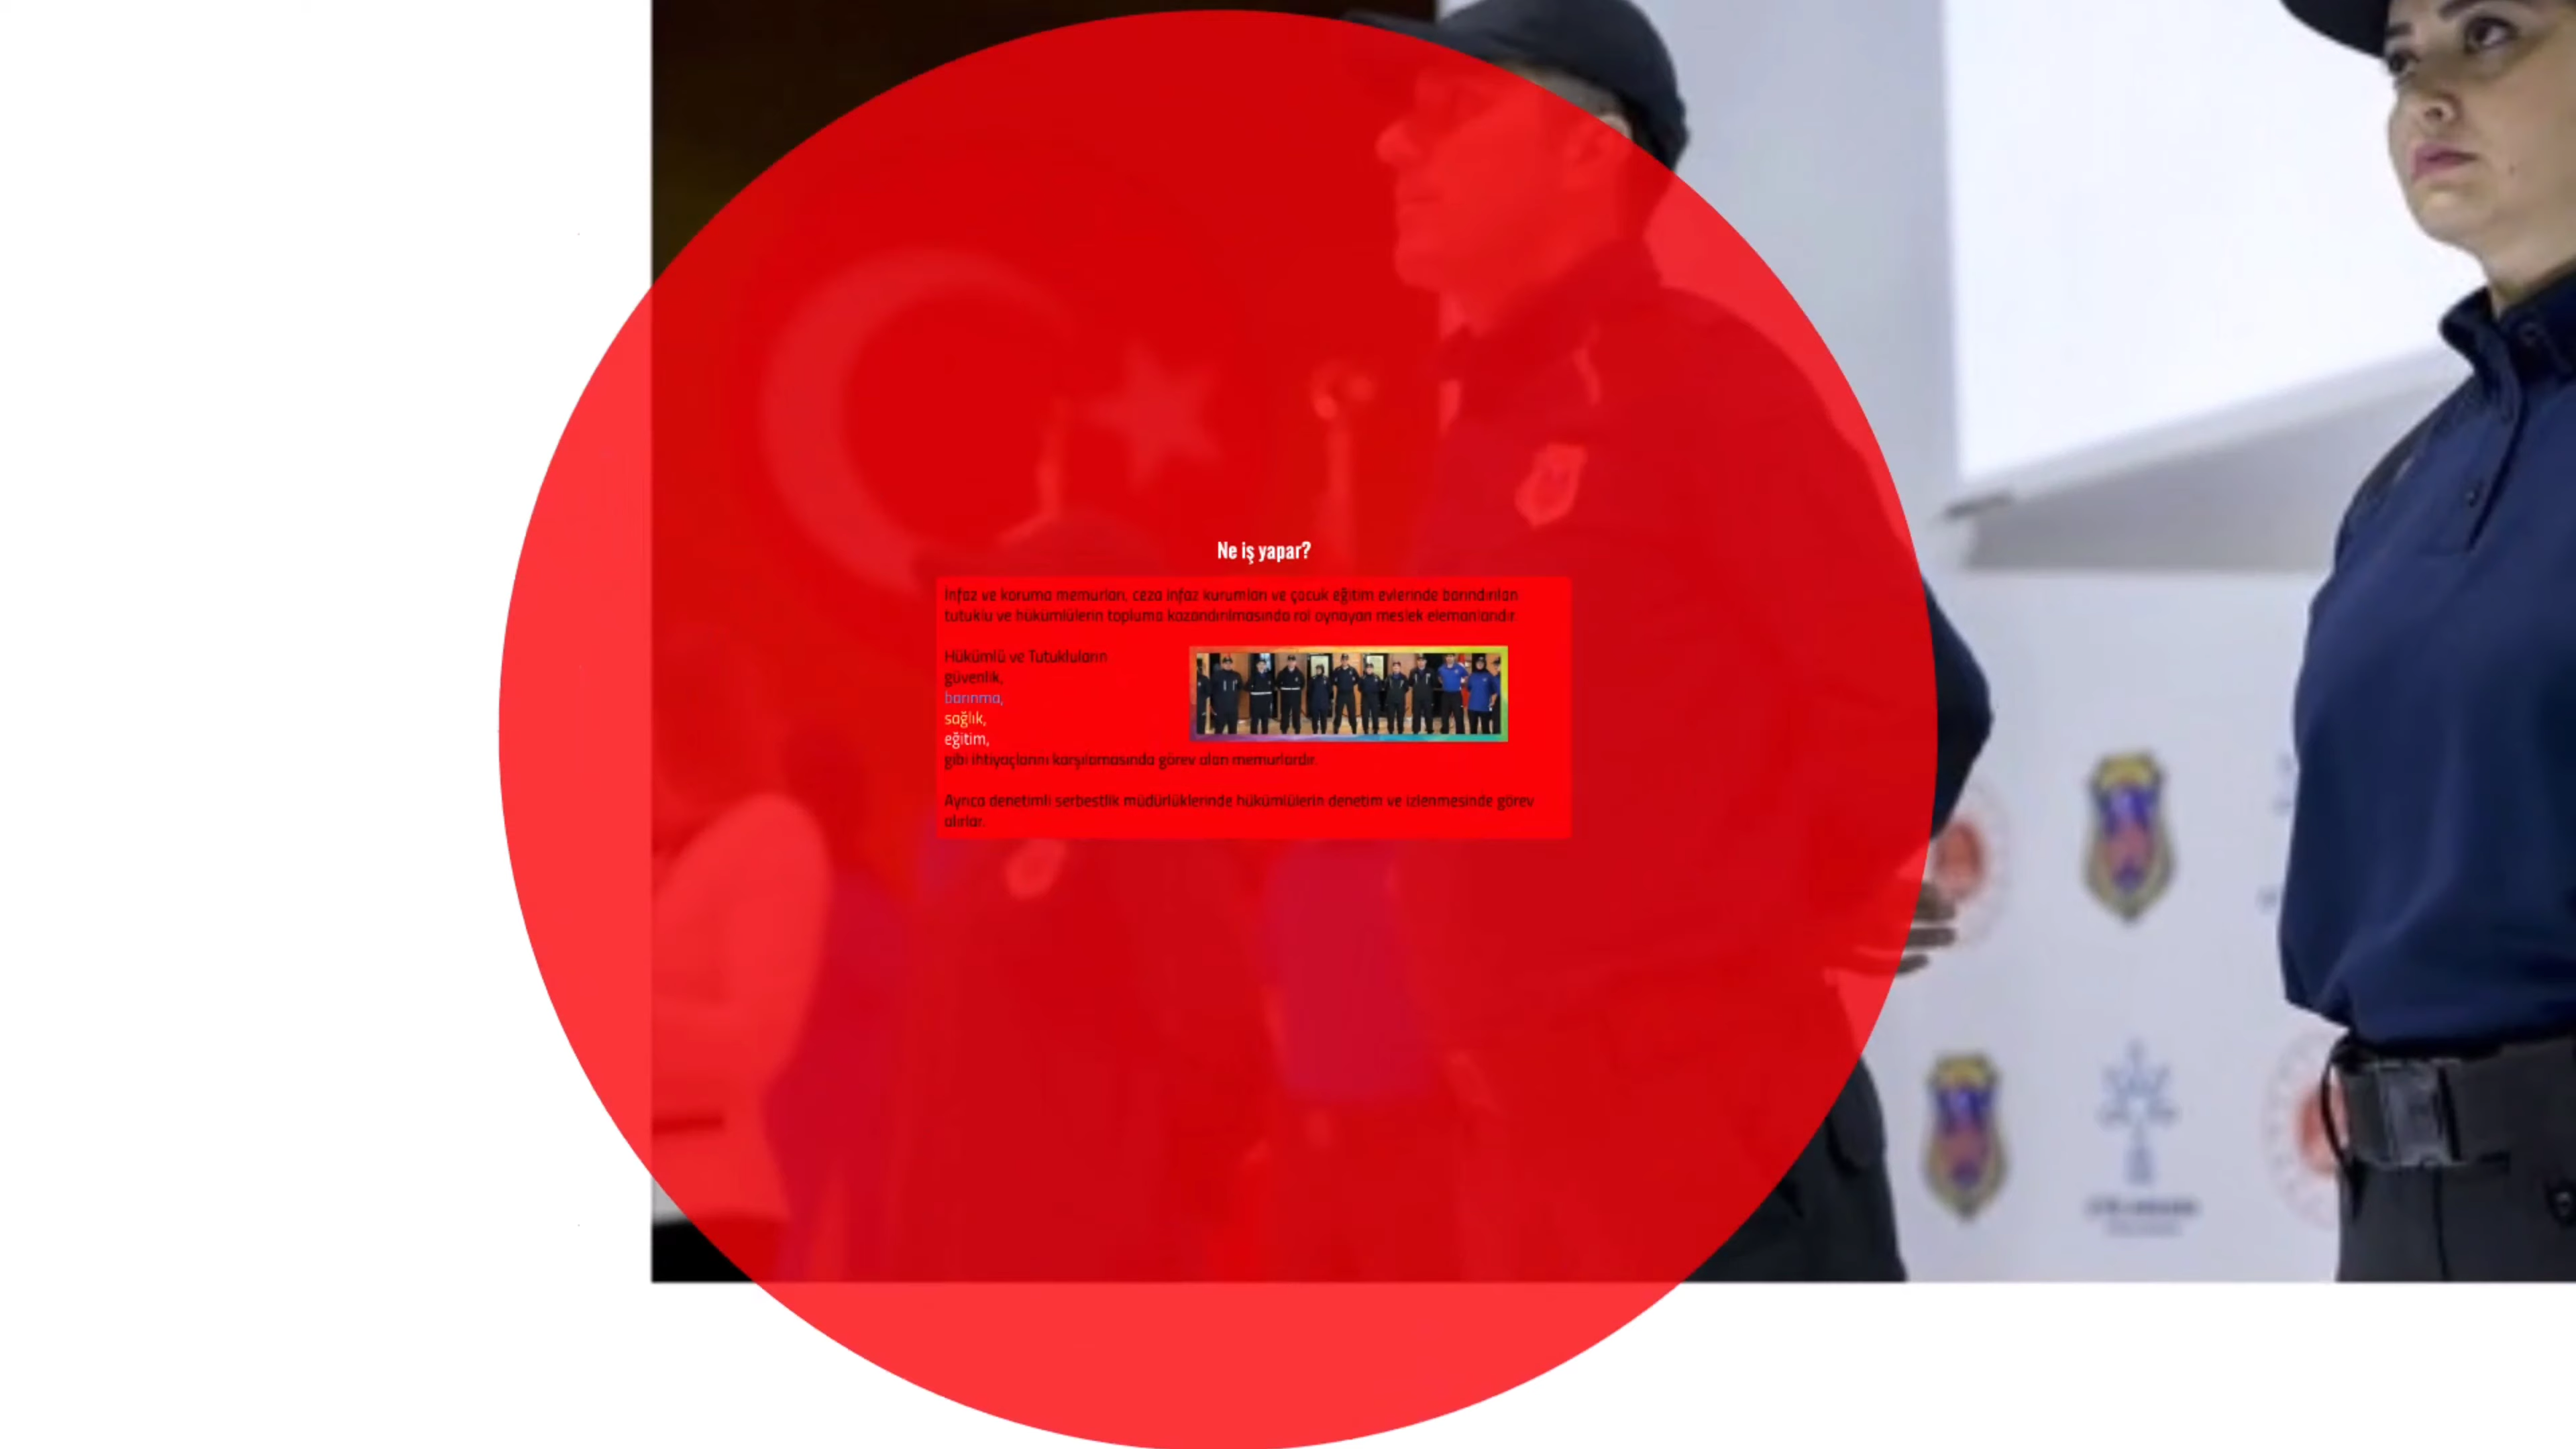 Ne iş yapar?
İnfaz ve koruma memurları, ceza infaz kurumları ve çocuk eğitim evlerinde barındırılan
tutuklu ve hükümlülerin topluma kazandırılmasında rol oynayan meslek elemanlarıdır.
Hükümlü ve Tutukluların
güvenlik,
barınma,
sağlık,
eğitim,
gibi ihtiyaçlarını karşılamasında görev alan memurlardır.
Ayrıca denetimli serbestlik müdürlüklerinde hükümlülerin denetim ve izlenmesinde görev
alırlar.